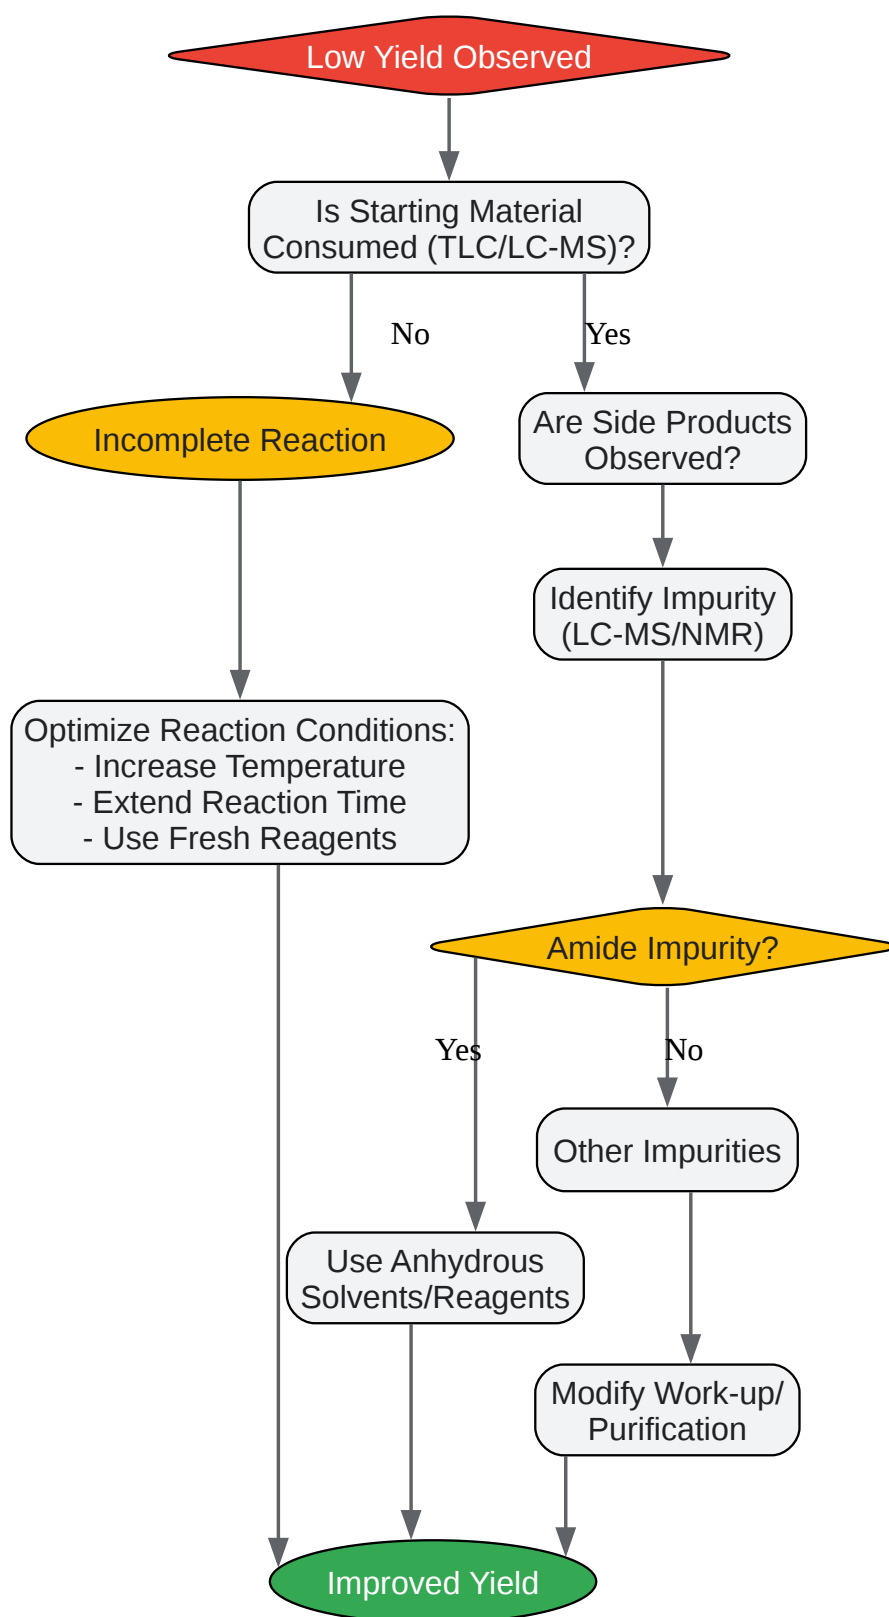 Low Yield Observed
Is Starting Material
Consumed (TLC/LC-MS)?
No
Yes
Incomplete Reaction
Are Side Products
Observed?
Identify Impurity
(LC-MS/NMR)
Optimize Reaction Conditions:
- Increase Temperature
- Extend Reaction Time
- Use Fresh Reagents
Amide Impurity?
Yes
No
Other Impurities
Use Anhydrous
Solvents/Reagents
Modify Work-up/
Purification
Improved Yield